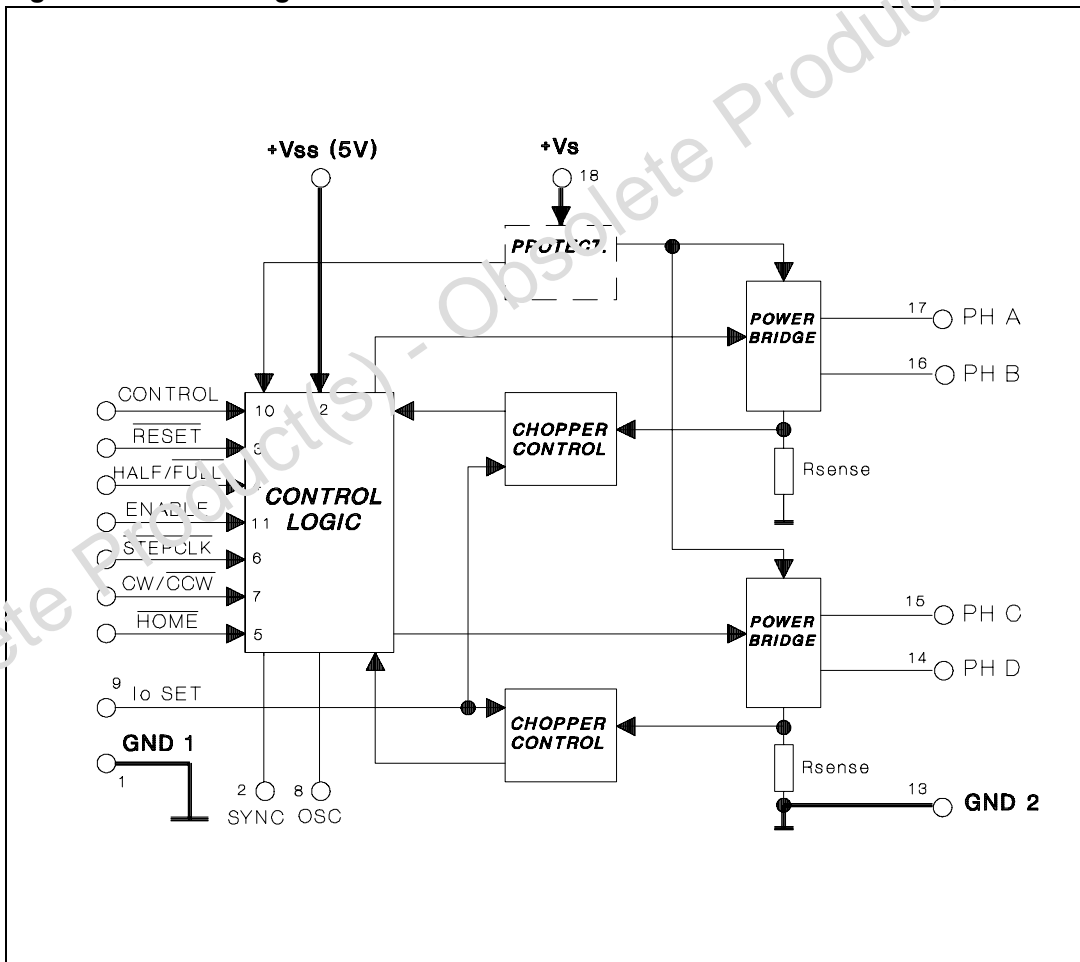 +Vss (5V)
+Vs
18
PROTECT.
POWER
BRIDGE
17 PH A
16 PH B
CONTROL
10
2
RESET
3
HALF/FULL
ENABLE
11
STEPCLK
6
CW/CCW
7
HOME
5
CONTROL
LOGIC
CHOPPER
CONTROL
Rsense
POWER
BRIDGE
15 PH C
14 PH D
9 Io SET
CHOPPER
CONTROL
Rsense
GND 1
1
2
SYNC
8
OSC
13
GND 2
Product(s) - Obsolete